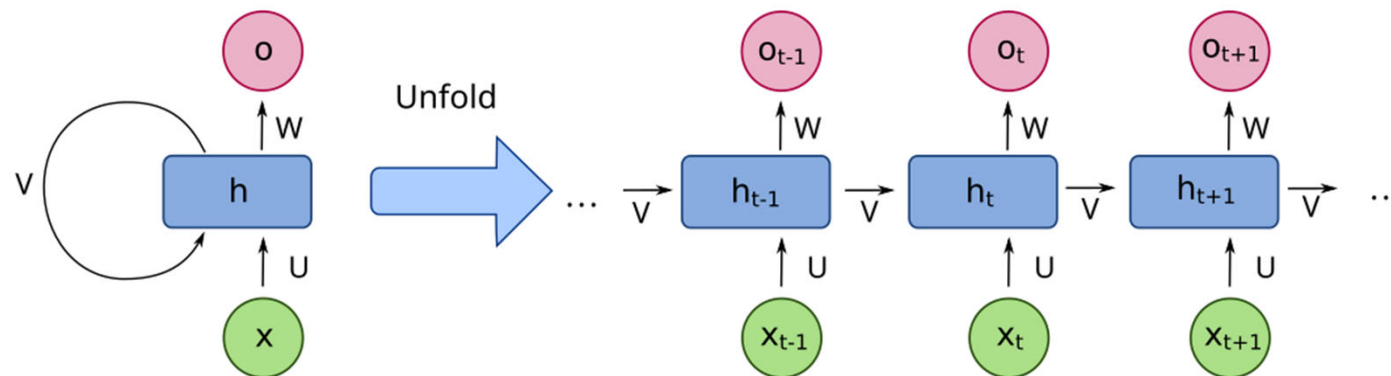 o
W
V
h
U
x
Unfold
...
V
o_{t-1}
W
h_{t-1}
U
x_{t-1}
V
o_t
W
h_t
U
x_t
V
o_{t+1}
W
h_{t+1}
U
x_{t+1}
V
..